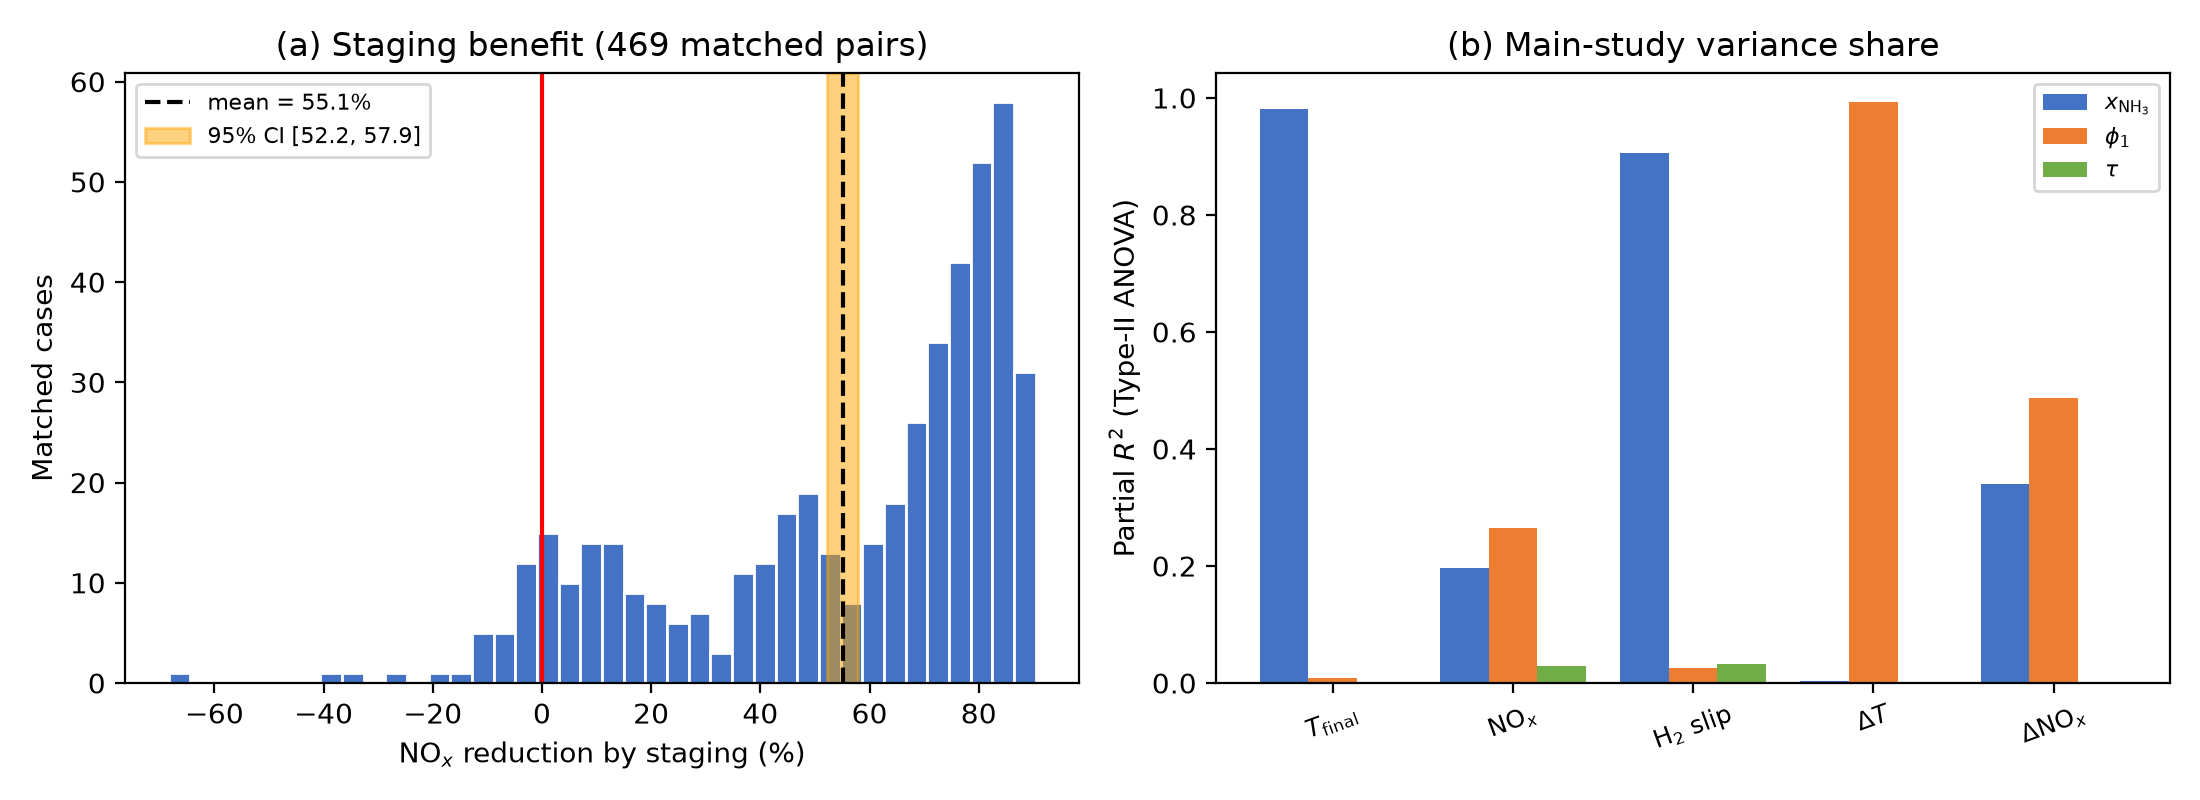 (a) Staging benefit (469 matched pairs)
mean = 55.1%
95% CI [52.2, 57.9]
Matched cases
60
50
40
30
20
10
0
−60 −40 −20 0 20 40 60 80
NOₓ reduction by staging (%)
(b) Main-study variance share
x_NH₃
ϕ₁
τ
Partial R² (Type-II ANOVA)
1.0
0.8
0.6
0.4
0.2
0.0
T_final NOₓ H₂ slip ΔT ΔNOₓ